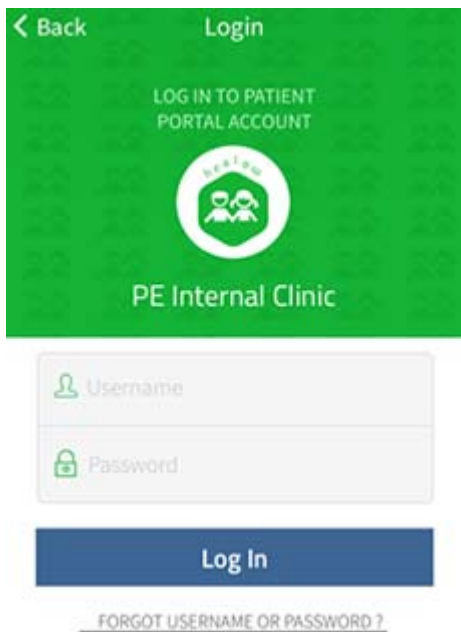 Back
Login
LOG IN TO PATIENT
PORTAL ACCOUNT
healow
PE Internal Clinic
Username
Password
Log In
FORGOT USERNAME OR PASSWORD ?